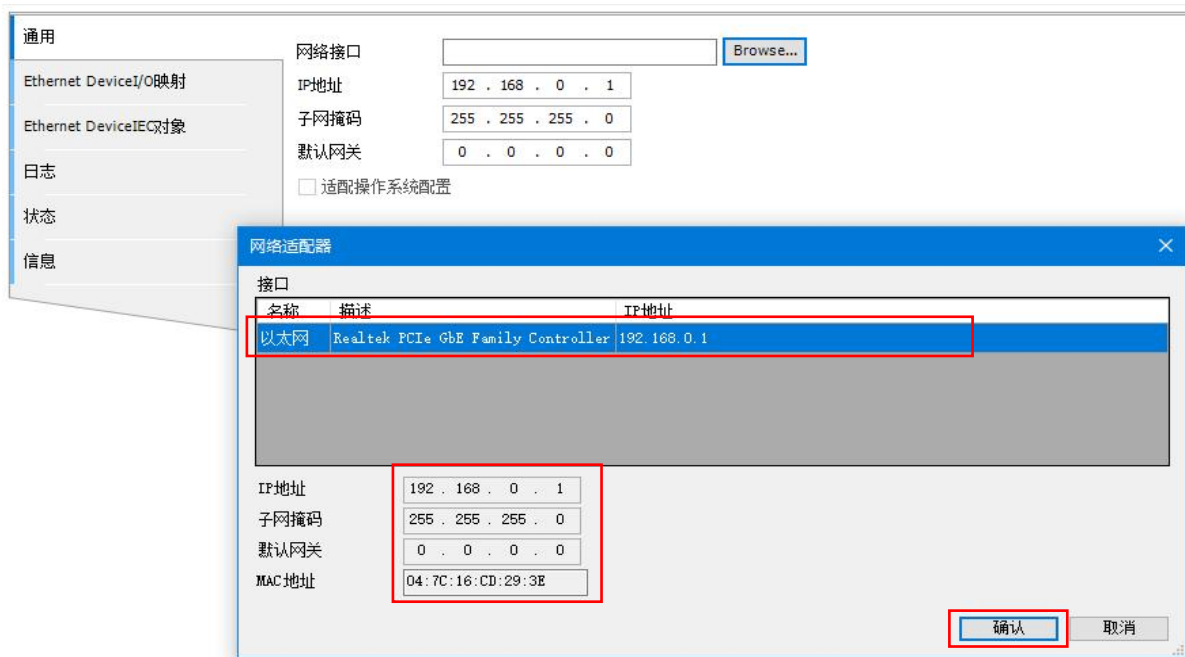 通用
Ethernet DeviceI/O映射
Ethernet DeviceIEC对象
日志
状态
信息
网络接口 Browse...
IP地址 192 . 168 . 0 . 1
子网掩码 255 . 255 . 255 . 0
默认网关 0 . 0 . 0 . 0
适配操作系统配置
网络适配器
接口
名称 描述 IP地址
以太网 Realtek PCIe GbE Family Controller 192.168.0.1
IP地址 192 . 168 . 0 . 1
子网掩码 255 . 255 . 255 . 0
默认网关 0 . 0 . 0 . 0
MAC地址 04:7C:16:CD:29:3E
确认 取消